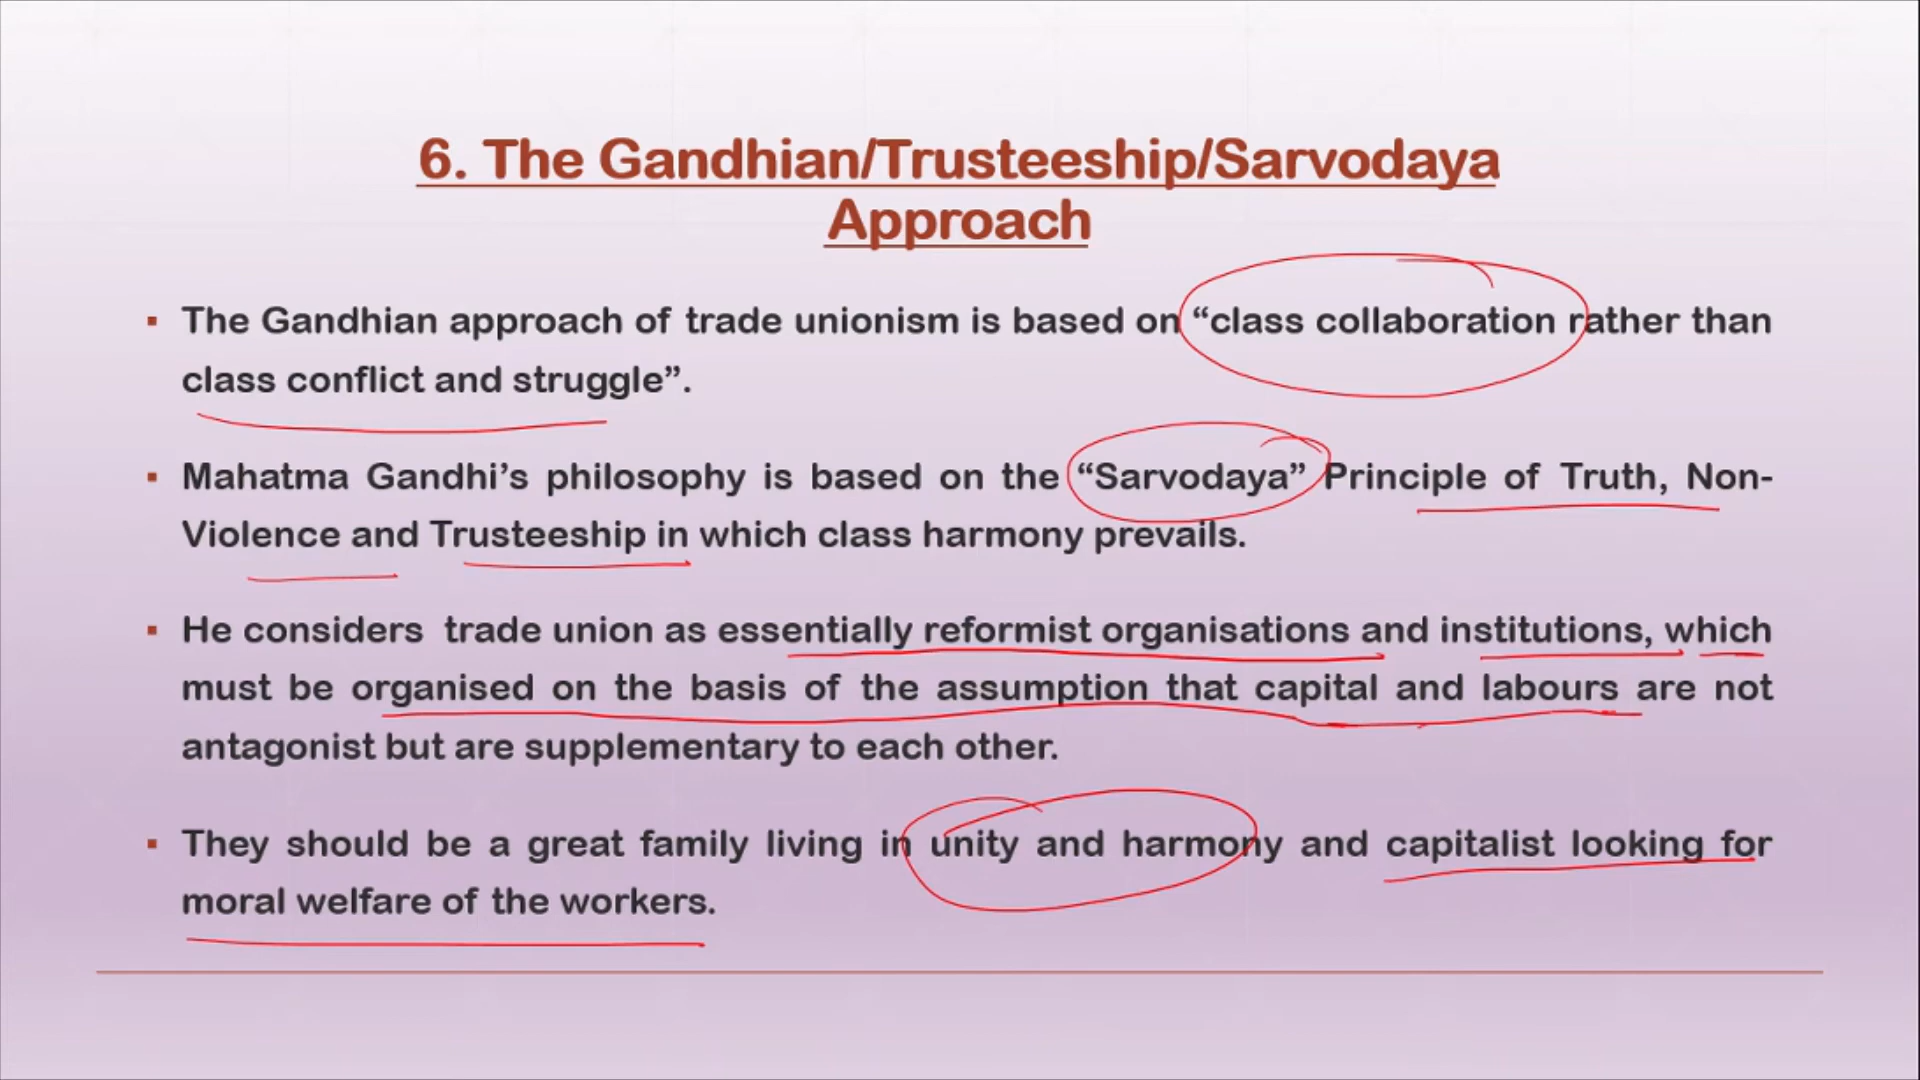 6. The Gandhian/Trusteeship/Sarvodaya
Approach
▪ The Gandhian approach of trade unionism is based on “class collaboration rather than
class conflict and struggle”.
▪ Mahatma Gandhi’s philosophy is based on the “Sarvodaya” Principle of Truth, Non-
Violence and Trusteeship in which class harmony prevails.
▪ He considers trade union as essentially reformist organisations and institutions, which
must be organised on the basis of the assumption that capital and labours are not
antagonist but are supplementary to each other.
▪ They should be a great family living in unity and harmony and capitalist looking for
moral welfare of the workers.